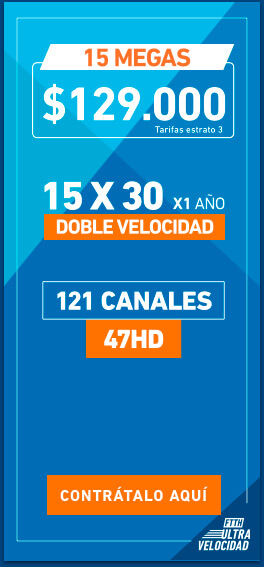 15 MEGAS
$129.000
Tarifas estrato 3
15 X 30 X1 AÑO
DOBLE VELOCIDAD
121 CANALES
47HD
CONTRÁTALO AQUÍ
FTTH
ULTRA
VELOCIDAD